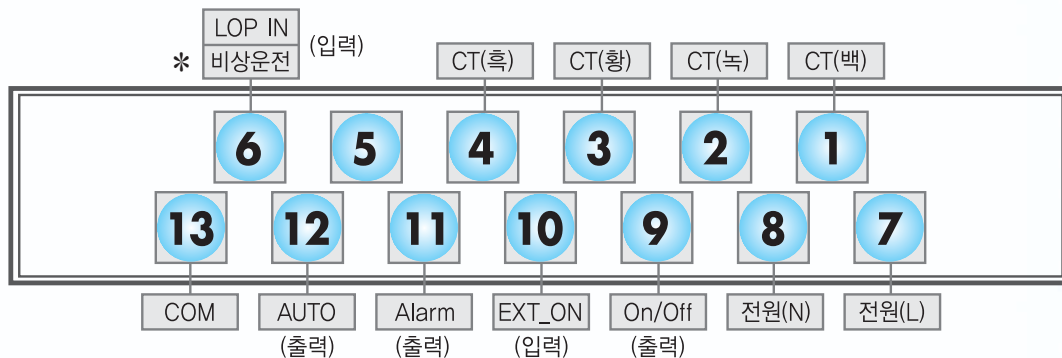 LOP IN
* 비상운전 (입력)
CT(흑) CT(황) CT(녹) CT(백)
6 5 4 3 2 1
13 12 11 10 9 8 7
COM AUTO Alarm EXT_ON On/Off 전원(N) 전원(L)
(출력) (출력) (입력) (출력)